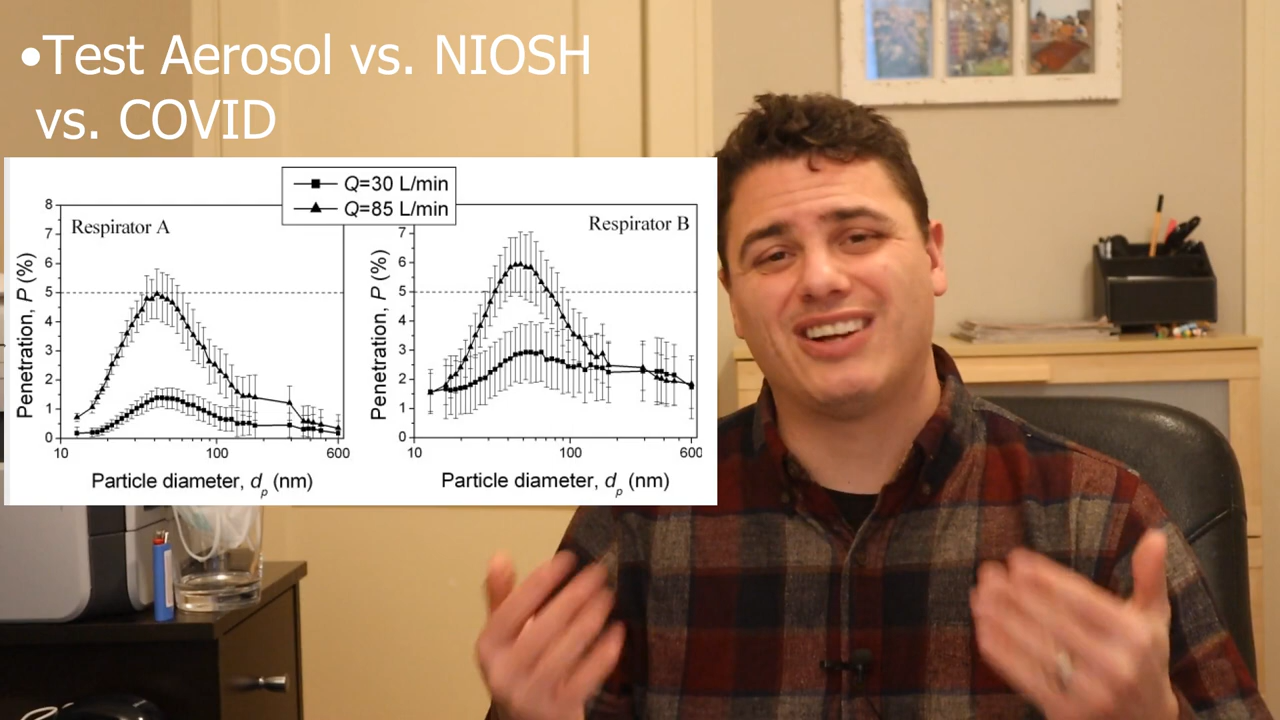 •Test Aerosol vs. NIOSH
vs. COVID
Q=30 L/min
Q=85 L/min
Respirator A
Respirator B
Penetration, P (%)
8
7
6
5
4
3
2
1
0
10
100
600
Particle diameter, dp (nm)
Penetration, P (%)
7
6
5
4
3
2
1
0
10
100
600
Particle diameter, dp (nm)